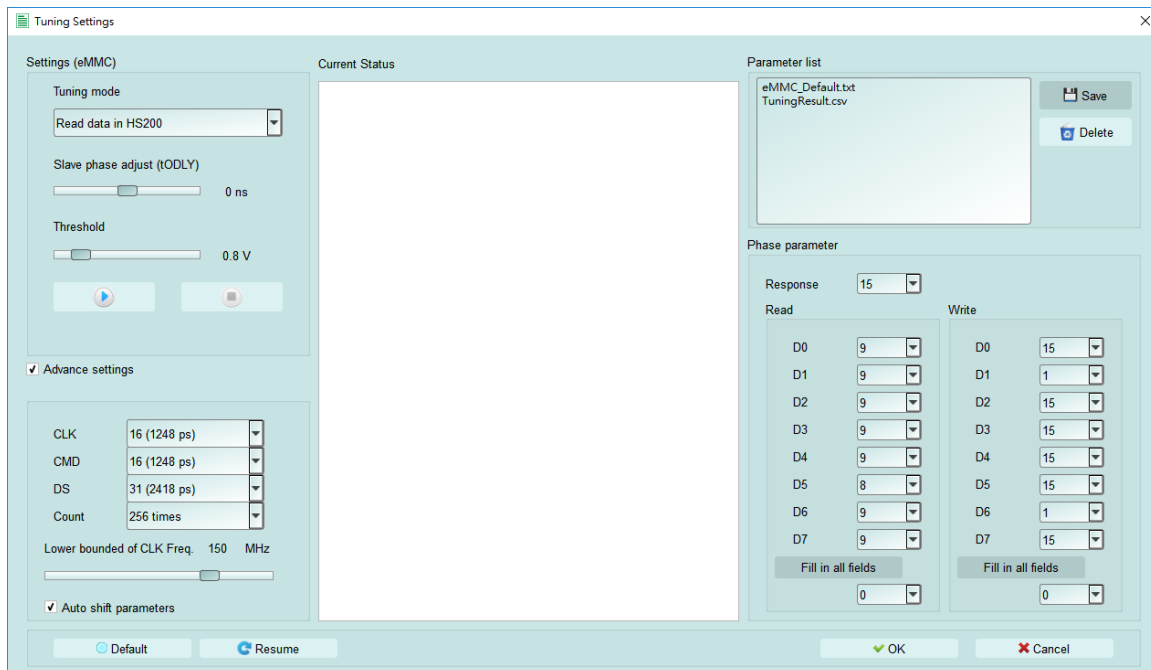 Tuning Settings
Settings (eMMC)
Tuning mode
Read data in HS200
Slave phase adjust (tODLY)
0 ns
Threshold
0.8 V
Advance settings
CLK 16 (1248 ps)
CMD 16 (1248 ps)
DS 31 (2418 ps)
Count 256 times
Lower bounded of CLK Freq. 150 MHz
Auto shift parameters
Current Status
Parameter list
eMMC_Default.txt
TuningResult.csv
Save
Delete
Phase parameter
Response 15
Read
D0 9
D1 9
D2 9
D3 9
D4 9
D5 8
D6 9
D7 9
Fill in all fields
0
Write
D0 15
D1 1
D2 15
D3 15
D4 15
D5 15
D6 1
D7 15
Fill in all fields
0
Default
Resume
OK
Cancel